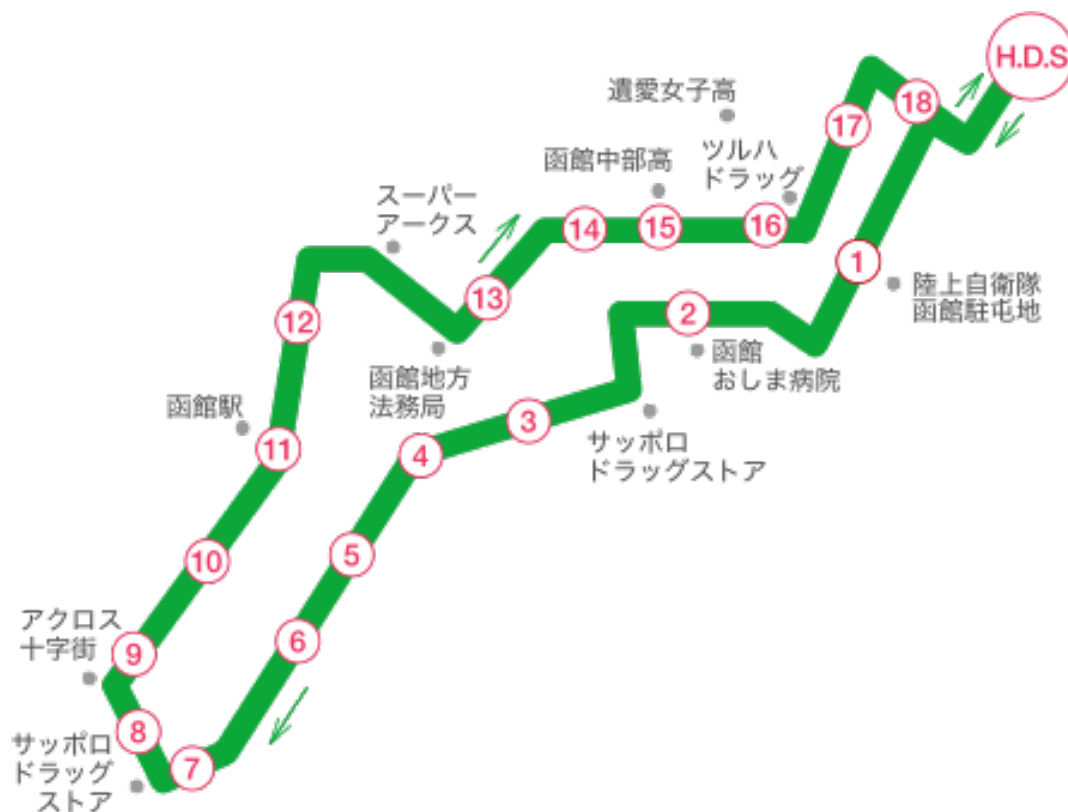 H.D.S
遺愛女子高
18
17
ツルハ
ドラッグ
函館中部高
スーパー
アークス
14
15
16
1
陸上自衛隊
函館駐屯地
13
12
2
函館
おしま病院
函館地方
法務局
函館駅
11
3
4
サッポロ
ドラッグストア
5
10
アクロス
十字街
6
9
8
サッポロ
ドラッグ
ストア
7